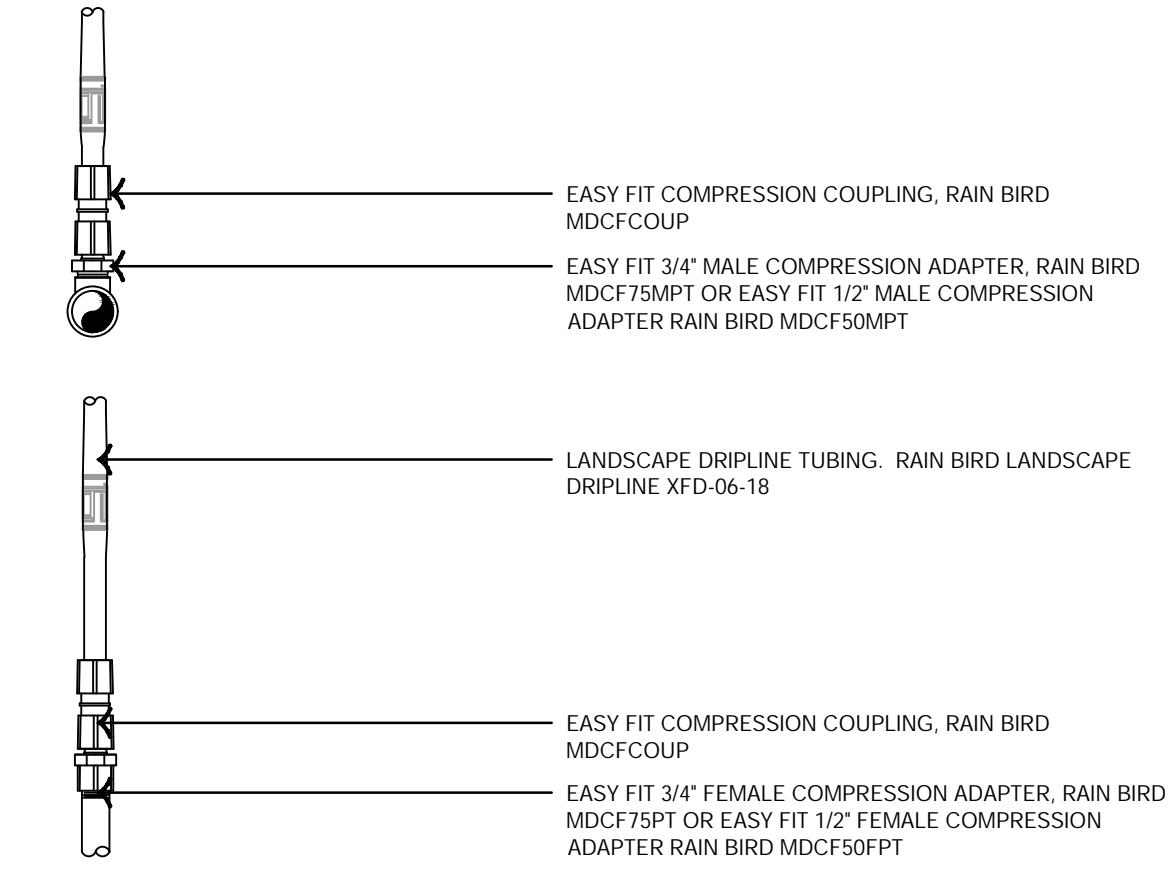 EASY FIT COMPRESSION COUPLING, RAIN BIRD
MDCFCOUP
EASY FIT 3/4" MALE COMPRESSION ADAPTER, RAIN BIRD
MDCF75MPT OR EASY FIT 1/2" MALE COMPRESSION
ADAPTER RAIN BIRD MDCF50MPT
LANDSCAPE DRIPLINE TUBING. RAIN BIRD LANDSCAPE
DRIPLINE XFD-06-18
EASY FIT COMPRESSION COUPLING, RAIN BIRD
MDCFCOUP
EASY FIT 3/4" FEMALE COMPRESSION ADAPTER, RAIN BIRD
MDCF75PT OR EASY FIT 1/2" FEMALE COMPRESSION
ADAPTER RAIN BIRD MDCF50FPT